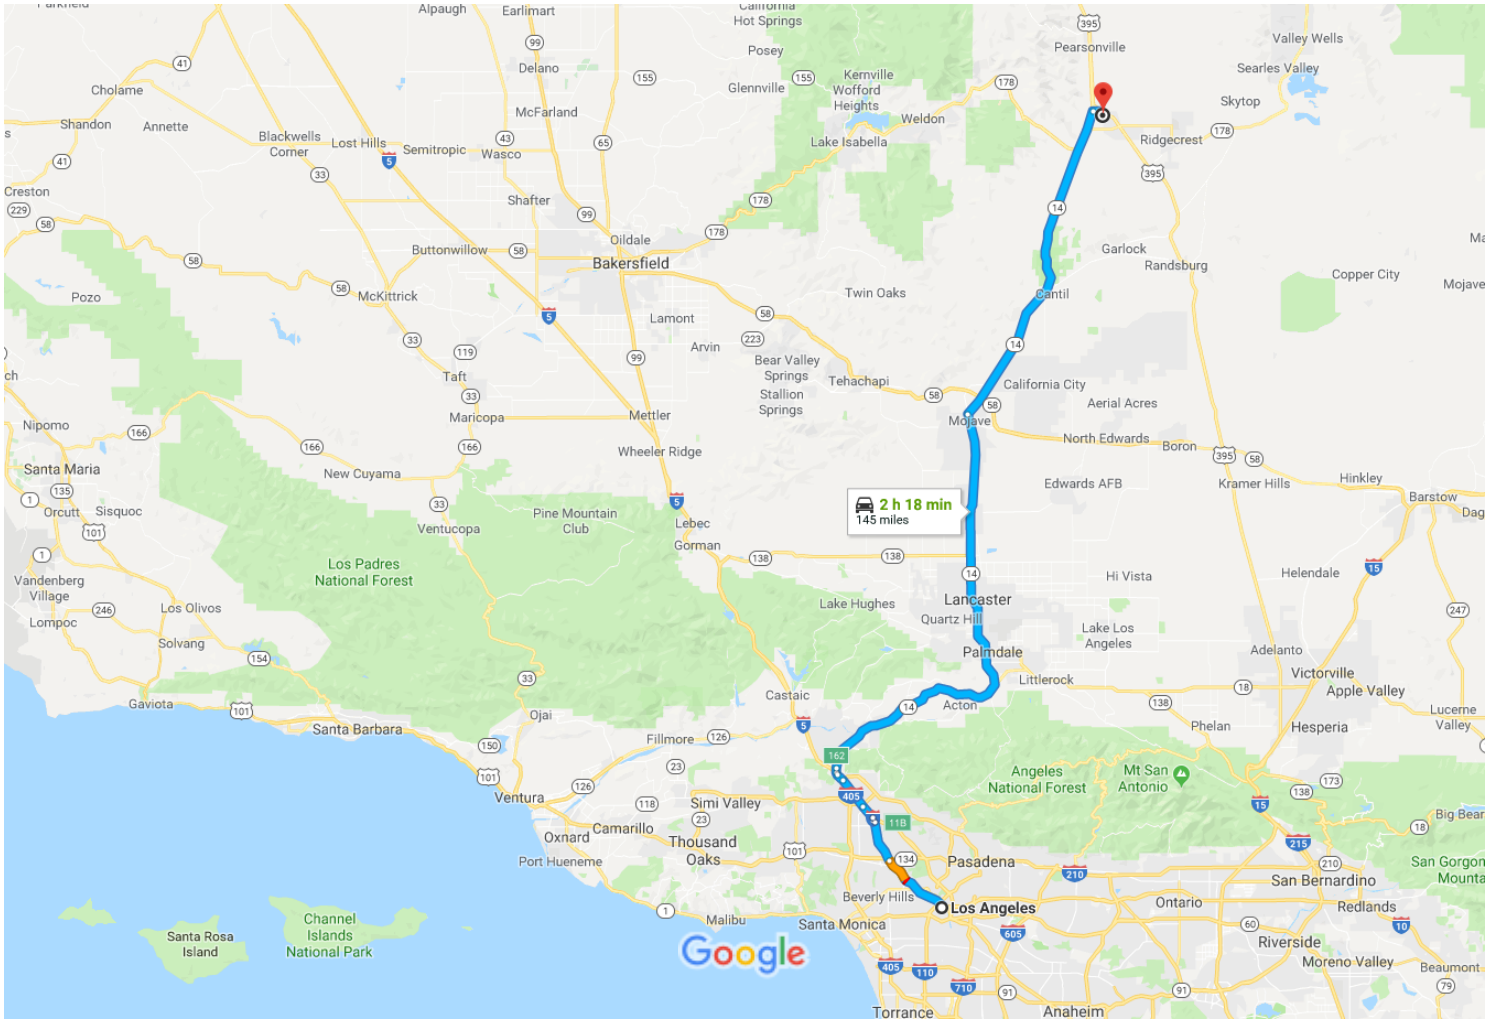 Parkfield
Alpaugh
Earlimart
California
Hot Springs
395
Pearsonville
Valley Wells
41
99
Delano
155
Posey
Glennville
155
Kernville
Wofford
Heights
178
Searles Valley
Cholame
McFarland
Skytop
Shandon
Annette
Blackwells
Corner
Lost Hills
5
Semitropic
43
Wasco
65
Weldon
Lake Isabella
Ridgecrest
178
s
41
33
395
Creston
229
58
Shafter
99
178
14
178
Oildale
Buttonwillow
58
Bakersfield
58
Garlock
Randsburg
Ma
Copper City
Mojave
Pozo
58
McKittrick
5
Twin Oaks
Cantil
Lamont
58
33
119
99
Arvin
223
Bear Valley
Springs
14
ch
Taft
33
Tehachapi
Stallion
Springs
58
58
California City
Aerial Acres
Nipomo
166
Maricopa
Mettler
Mojave
166
166
Wheeler Ridge
North Edwards
Boron
395
58
Santa Maria
New Cuyama
Edwards AFB
Kramer Hills
Hinkley
Barstow
1
135
Orcutt
Sisquoc
33
5
2 h 18 min
145 miles
Dag
101
Ventucopa
Pine Mountain
Club
Lebec
Gorman
1
138
138
Los Padres
National Forest
15
Vandenberg
Village
14
Hi Vista
Helendale
246
Los Olivos
Lake Hughes
Lancaster
Quartz Hill
247
Lompoc
Solvang
Lake Los
Angeles
154
Palmdale
Adelanto
33
Littlerock
Victorville
Apple Valley
Gaviota
101
Castaic
14
Acton
138
18
Ojai
Lucerne
Valley
Santa Barbara
5
Phelan
Hesperia
150
Fillmore
126
162
101
23
Angeles
National Forest
Mt San
Antonio
173
138
126
Ventura
118
Simi Valley
405
15
Big Bear
Oxnard
Camarillo
23
5
11B
18
Thousand
Oaks
215
Port Hueneme
101
134
Pasadena
210
210
San Gorgon
Mounta
San Bernardino
Beverly Hills
Los Angeles
Ontario
Redlands
1
Malibu
Channel
Islands
National Park
Santa Rosa
Island
Santa Monica
605
60
10
Google
Riverside
405
110
710
Moreno Valley
Beaumont
91
91
79
Torrance
Anaheim